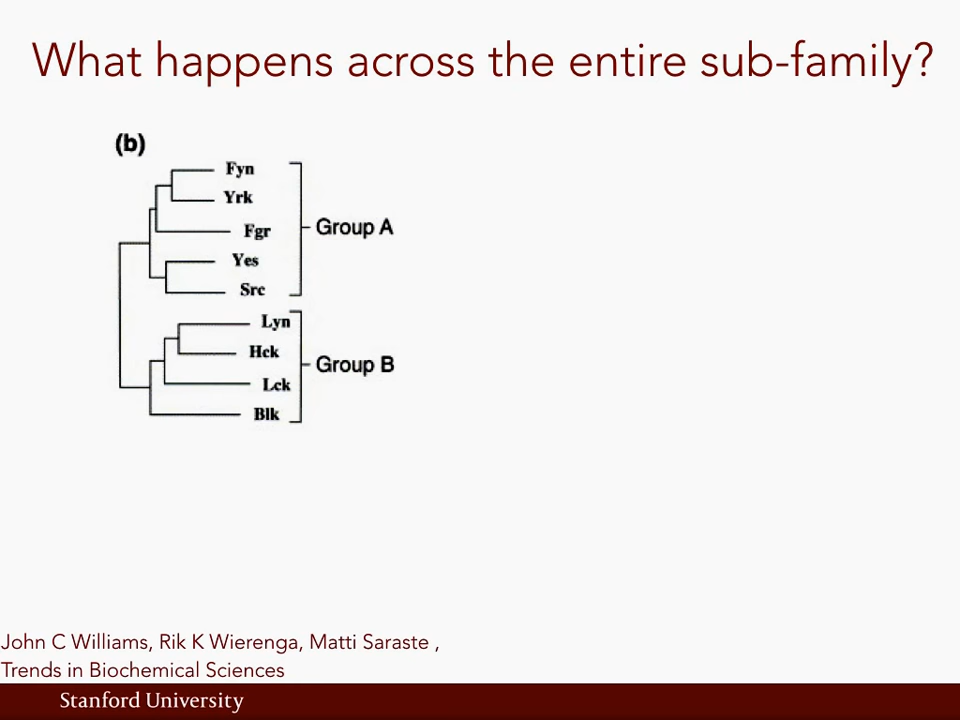 What happens across the entire sub-family?
(b)
Fyn
Yrk
Fgr
Yes
Src
Group A
Lyn
Hck
Lck
Blk
Group B
John C Williams, Rik K Wierenga, Matti Saraste ,
Trends in Biochemical Sciences
Stanford University